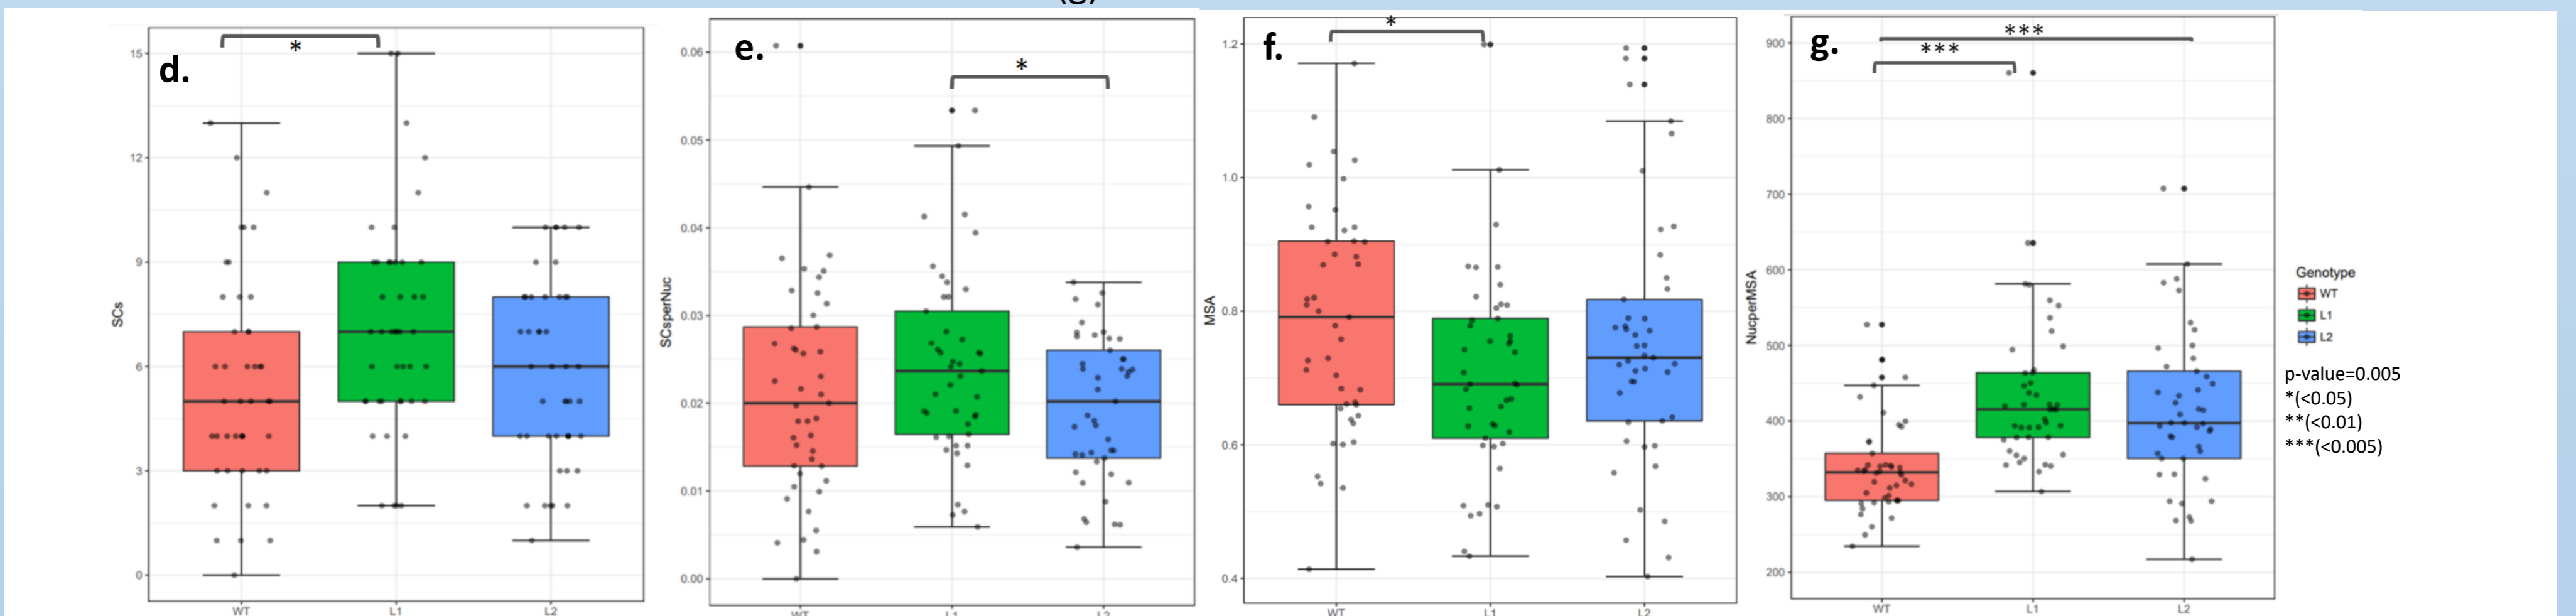 d.
*
SCs
15
12
9
6
3
0
WT
L1
L2
e.
*
SCsperNuc
0.06
0.05
0.04
0.03
0.02
0.01
0.00
WT
L1
L2
f.
*
MSA
1.2
1.0
0.8
0.6
0.4
WT
L1
L2
g.
***
***
NucperMSA
900
800
700
600
500
400
300
200
WT
L1
L2
Genotype
WT
L1
L2
p-value=0.005
*(<0.05)
**(<0.01)
***(<0.005)